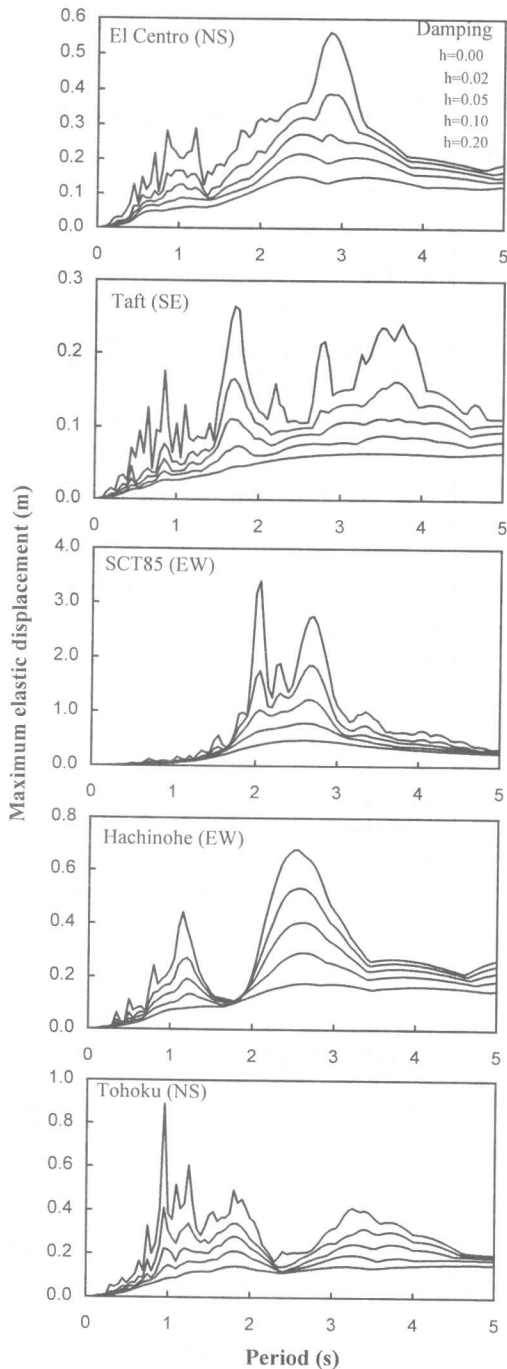 0.6
El Centro (NS)
Damping
h=0.00
0.5
h=0.02
0.4
h=0.05
h=0.10
0.3
h=0.20
0.2
0.1
0.0
0 1 2 3 4 5
0.3
Taft (SE)
0.2
0.1
0.0
0 1 2 3 4 5
Maximum elastic displacement (m)
4.0
SCT85 (EW)
3.0
2.0
1.0
0.0
0 1 2 3 4 5
0.8
Hachinohe (EW)
0.6
0.4
0.2
0.0
0 1 2 3 4 5
1.0
Tohoku (NS)
0.8
0.6
0.4
0.2
0.0
0 1 2 3 4 5
Period (s)